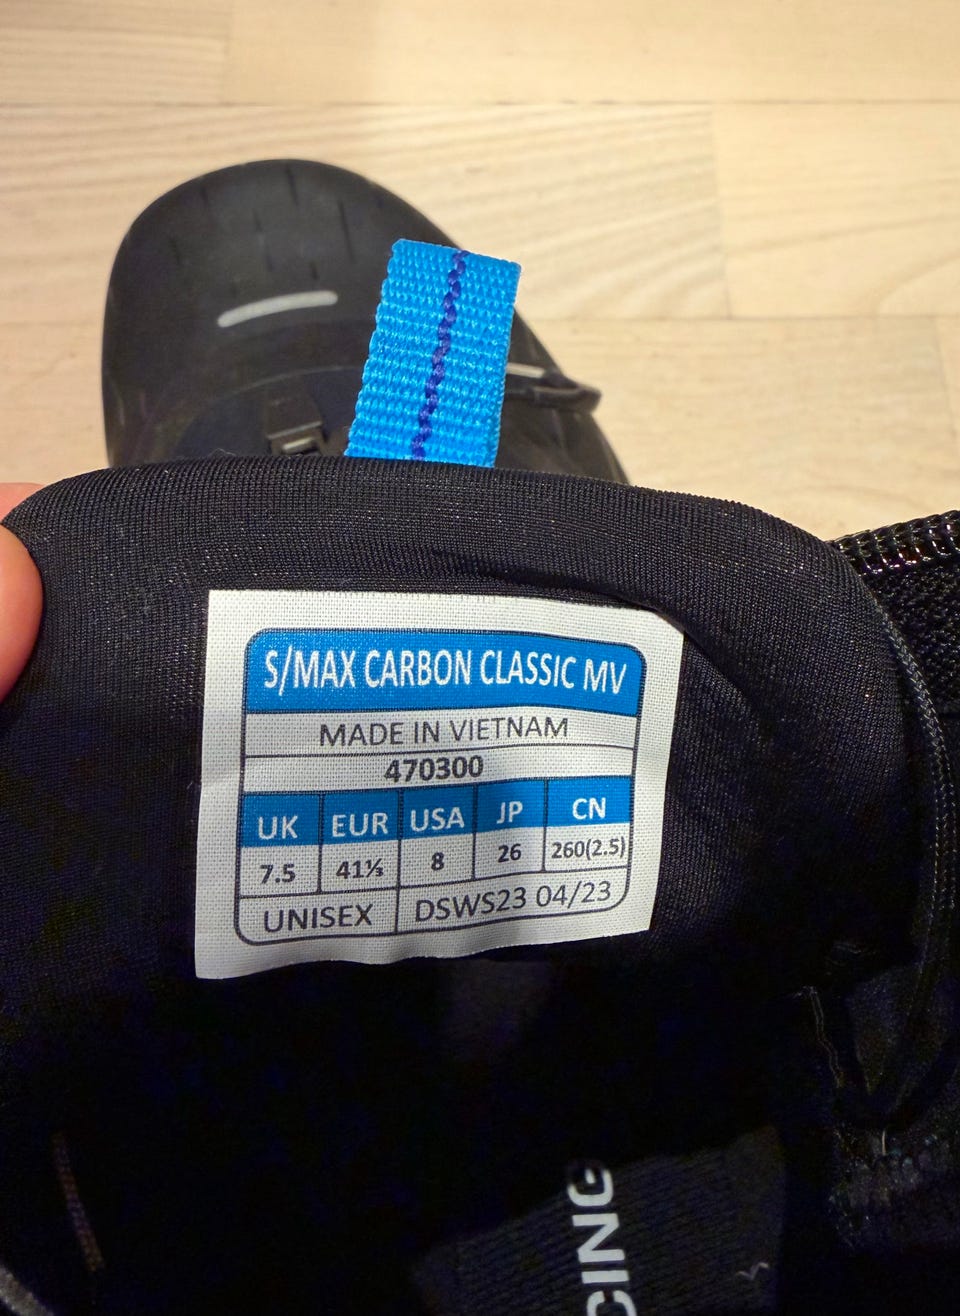 S/MAX CARBON CLASSIC MV
MADE IN VIETNAM
470300
UK EUR USA JP CN
7.5 41⅓ 8 26 260(2.5)
UNISEX DSWS23 04/23
CING